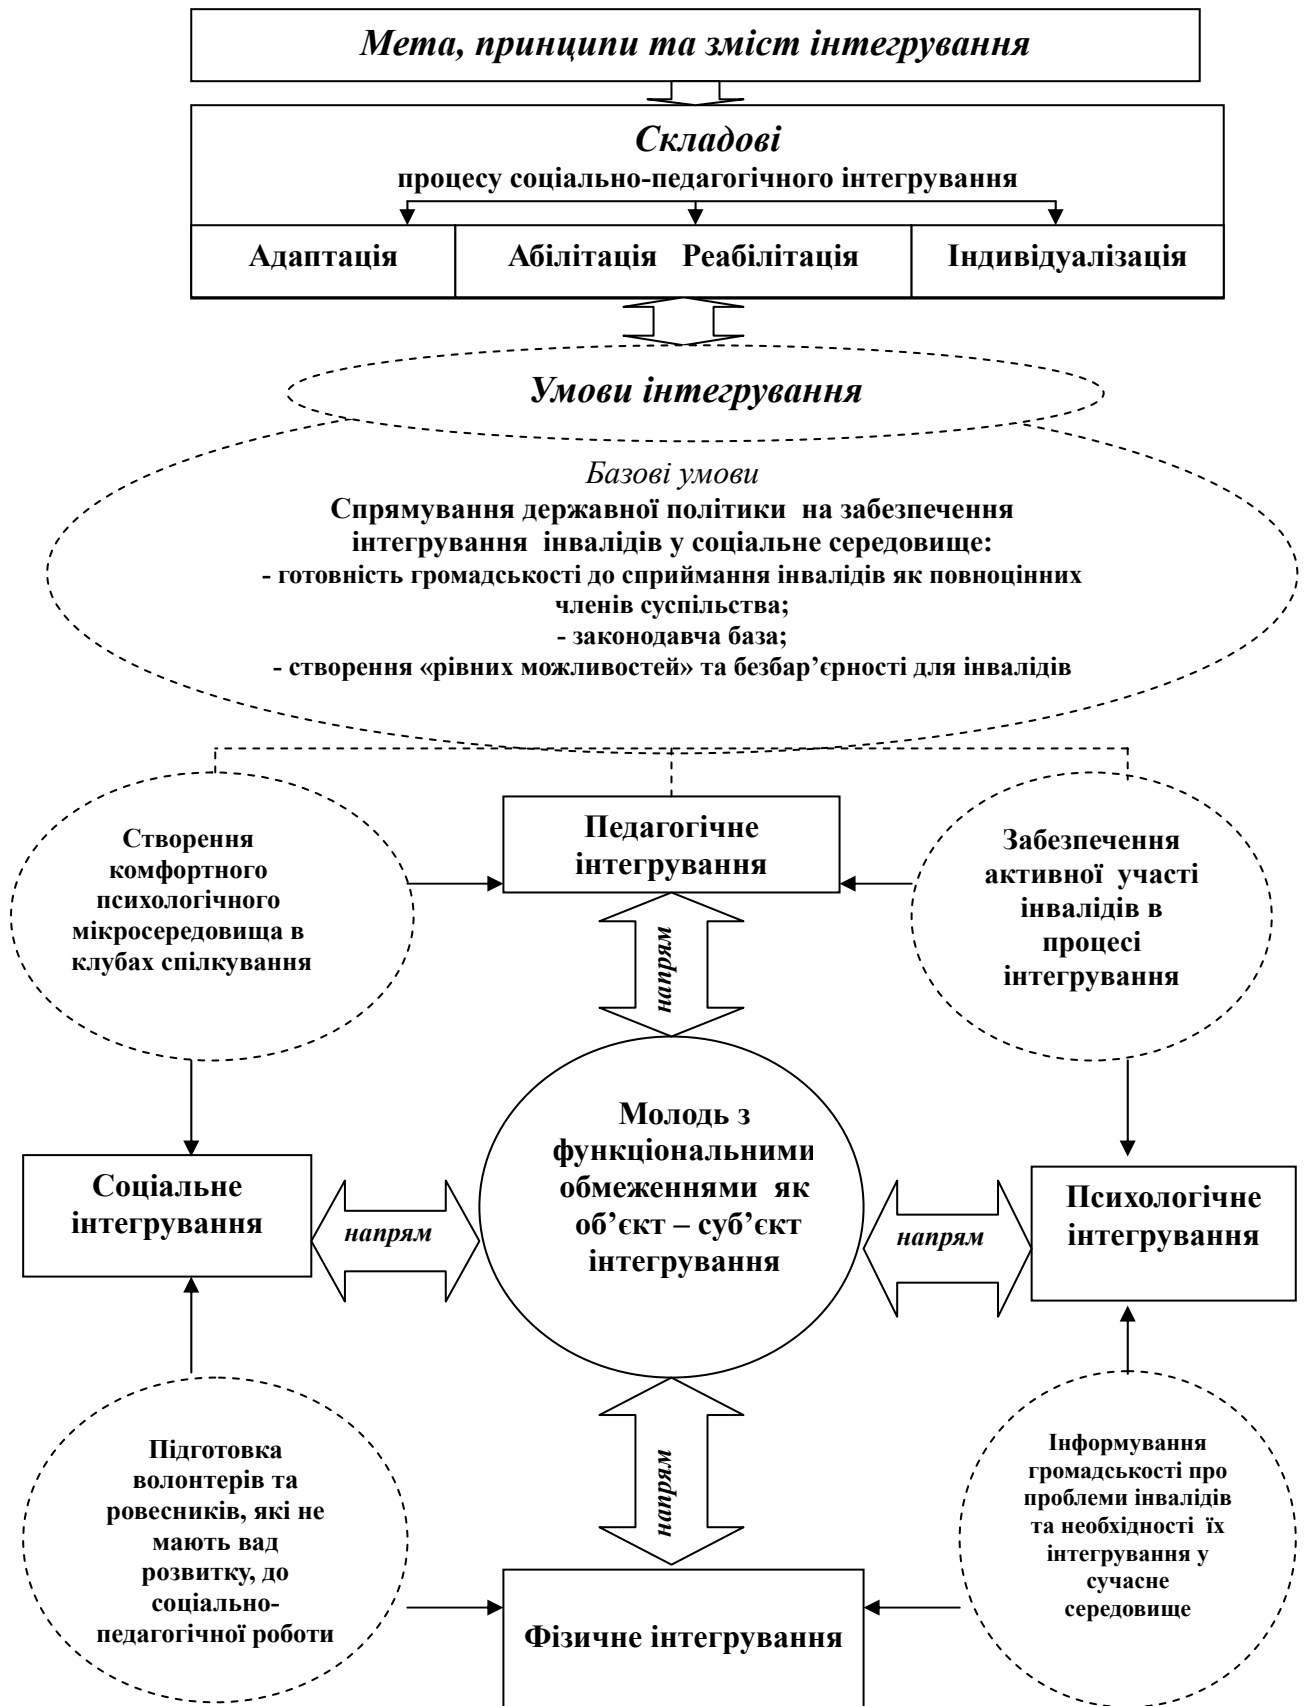 Мета, принципи та зміст інтегрування
Складові
процесу соціально-педагогічного інтегрування
Адаптація
Абілітація Реабілітація
Індивідуалізація
Умови інтегрування
Базові умови
Спрямування державної політики на забезпечення
інтегрування інвалідів у соціальне середовище:
- готовність громадськості до сприймання інвалідів як повноцінних
членів суспільства;
- законодавча база;
- створення «рівних можливостей» та безбар’єрності для інвалідів
Створення
комфортного
психологічного
мікросередовища в
клубах спілкування
Педагогічне
інтегрування
Забезпечення
активної участі
інвалідів в
процесі
інтегрування
напрям
Молодь з
функціональними
обмеженнями як
об’єкт – суб’єкт
інтегрування
Соціальне
інтегрування
напрям
напрям
Психологічне
інтегрування
напрям
Підготовка
волонтерів та
ровесників, які не
мають вад
розвитку, до
соціально-
педагогічної роботи
Інформування
громадськості про
проблеми інвалідів
та необхідності їх
інтегрування у
сучасне
середовище
Фізичне інтегрування